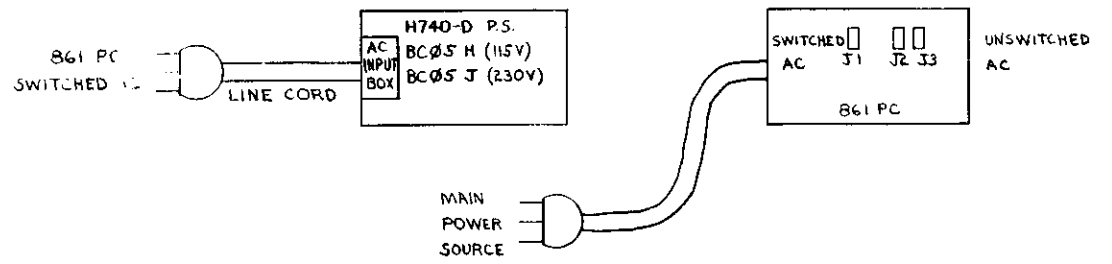 861 PC
SWITCHED
LINE CORD
AC
INPUT
BOX
H740-D P.S.
BCØ5 H (115V)
BCØ5 J (230V)
MAIN
POWER
SOURCE
SWITCHED
AC
J1 J2 J3
861 PC
UNSWITCHED
AC